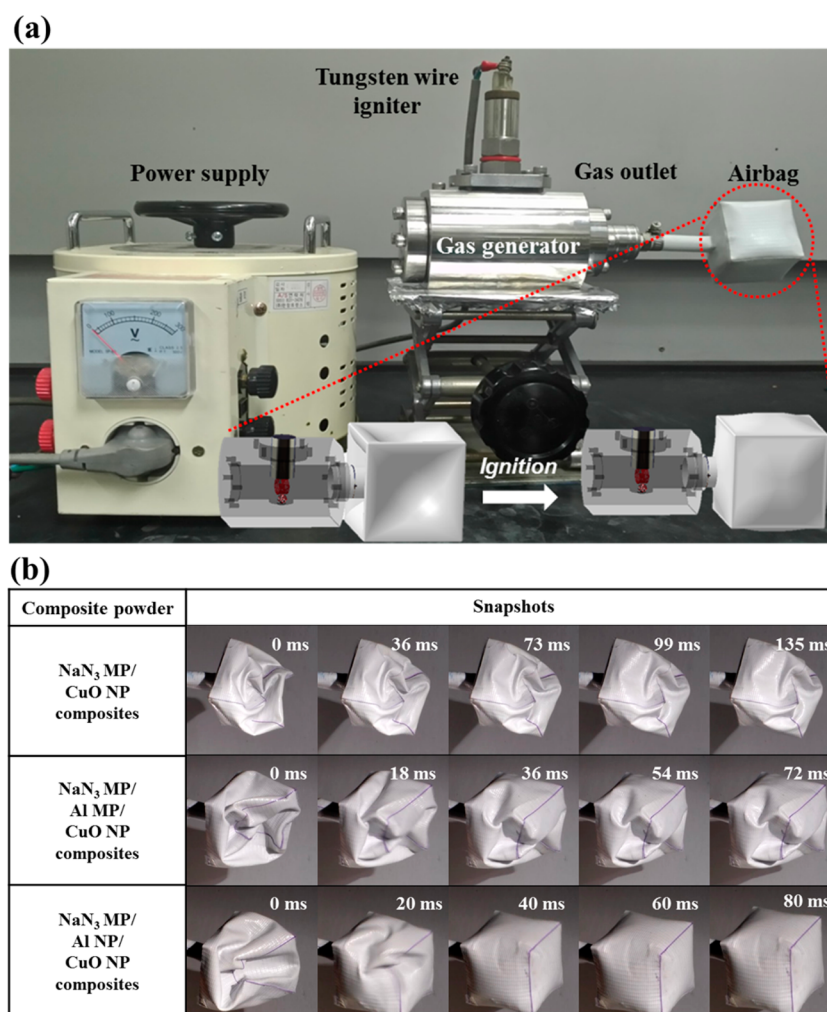 (a)
Tungsten wire
igniter
Power supply
Gas outlet
Airbag
Gas generator
100
200
300
V
Ignition
(b)
Composite powder
Snapshots
NaN₃ MP/
CuO NP
composites
0 ms
36 ms
73 ms
99 ms
135 ms
NaN₃ MP/
Al MP/
CuO NP
composites
0 ms
18 ms
36 ms
54 ms
72 ms
NaN₃ MP/
Al NP/
CuO NP
composites
0 ms
20 ms
40 ms
60 ms
80 ms